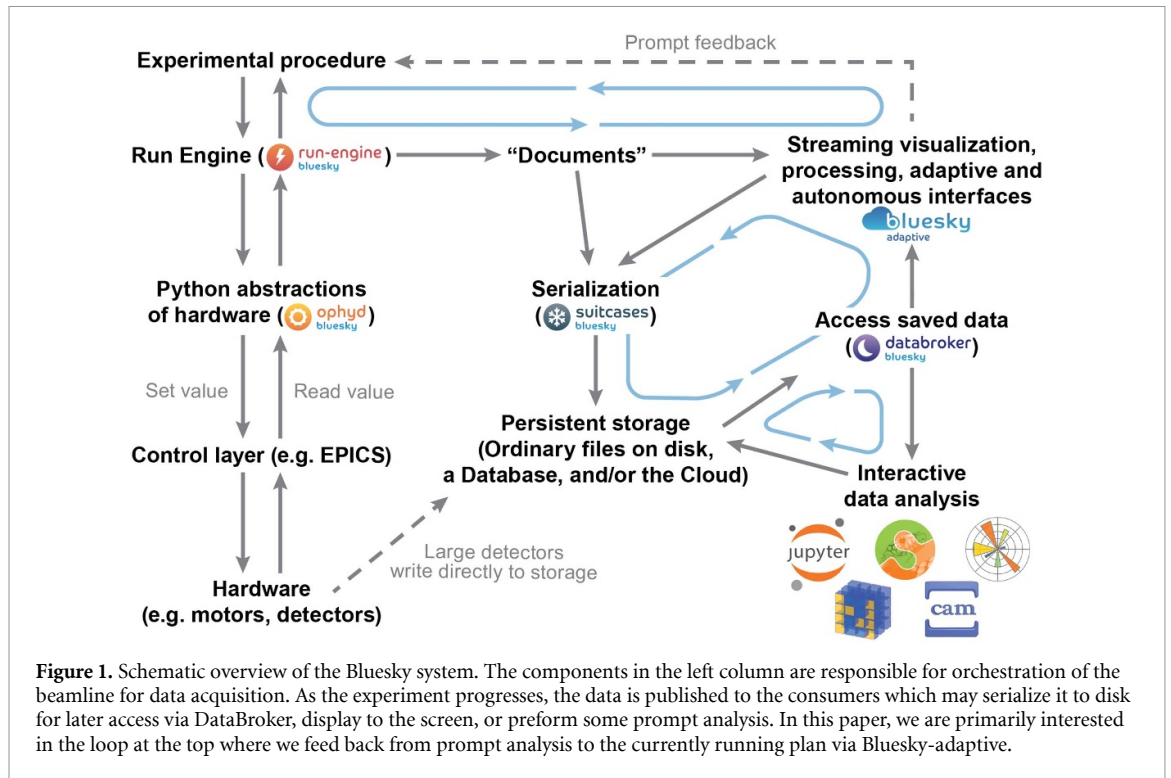 Prompt feedback
Experimental procedure
Run Engine ( run-engine bluesky )
“Documents”
Streaming visualization,
processing, adaptive and
autonomous interfaces
bluesky
adaptive
Python abstractions
of hardware ( ophyd bluesky )
Serialization
( suitcases bluesky )
Access saved data
( databroker bluesky )
Set value
Read value
Persistent storage
(Ordinary files on disk,
a Database, and/or the Cloud)
Control layer (e.g. EPICS)
Interactive
data analysis
jupyter
cam
Large detectors
write directly to storage
Hardware
(e.g. motors, detectors)
Figure 1. Schematic overview of the Bluesky system. The components in the left column are responsible for orchestration of the
beamline for data acquisition. As the experiment progresses, the data is published to the consumers which may serialize it to disk
for later access via DataBroker, display to the screen, or preform some prompt analysis. In this paper, we are primarily interested
in the loop at the top where we feed back from prompt analysis to the currently running plan via Bluesky-adaptive.